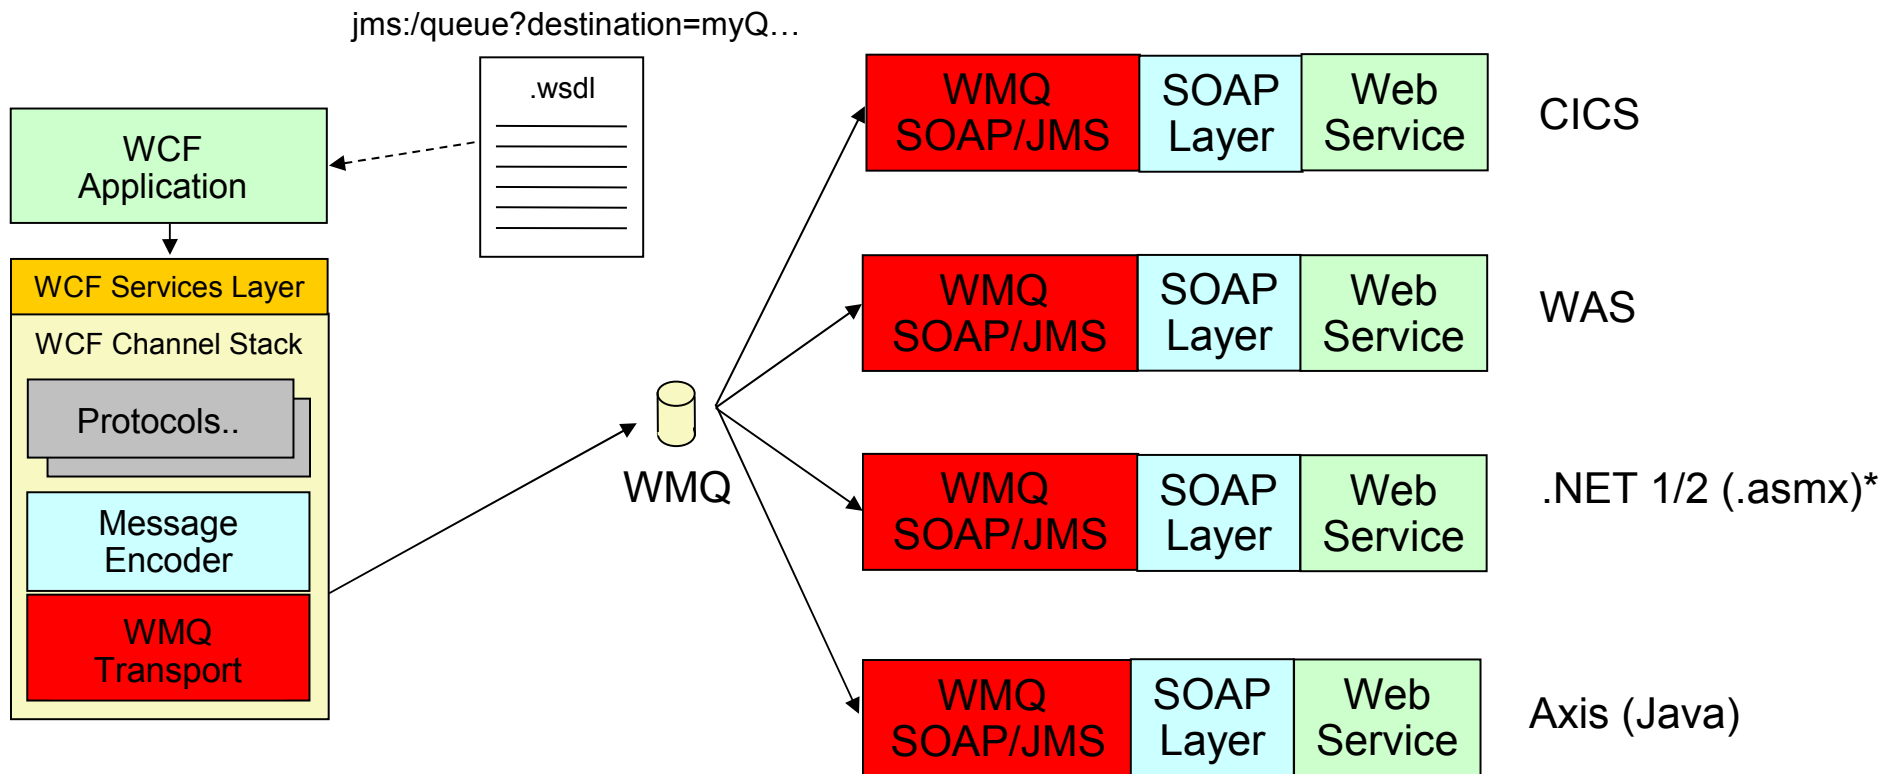 jms:/queue?destination=myQ…
.wsdl
WCF
Application
WCF Services Layer
WCF Channel Stack
Protocols..
Message
Encoder
WMQ
Transport
WMQ
WMQ
SOAP/JMS
SOAP
Layer
Web
Service
CICS
WMQ
SOAP/JMS
SOAP
Layer
Web
Service
WAS
WMQ
SOAP/JMS
SOAP
Layer
Web
Service
.NET 1/2 (.asmx)*
WMQ
SOAP/JMS
SOAP
Layer
Web
Service
Axis (Java)